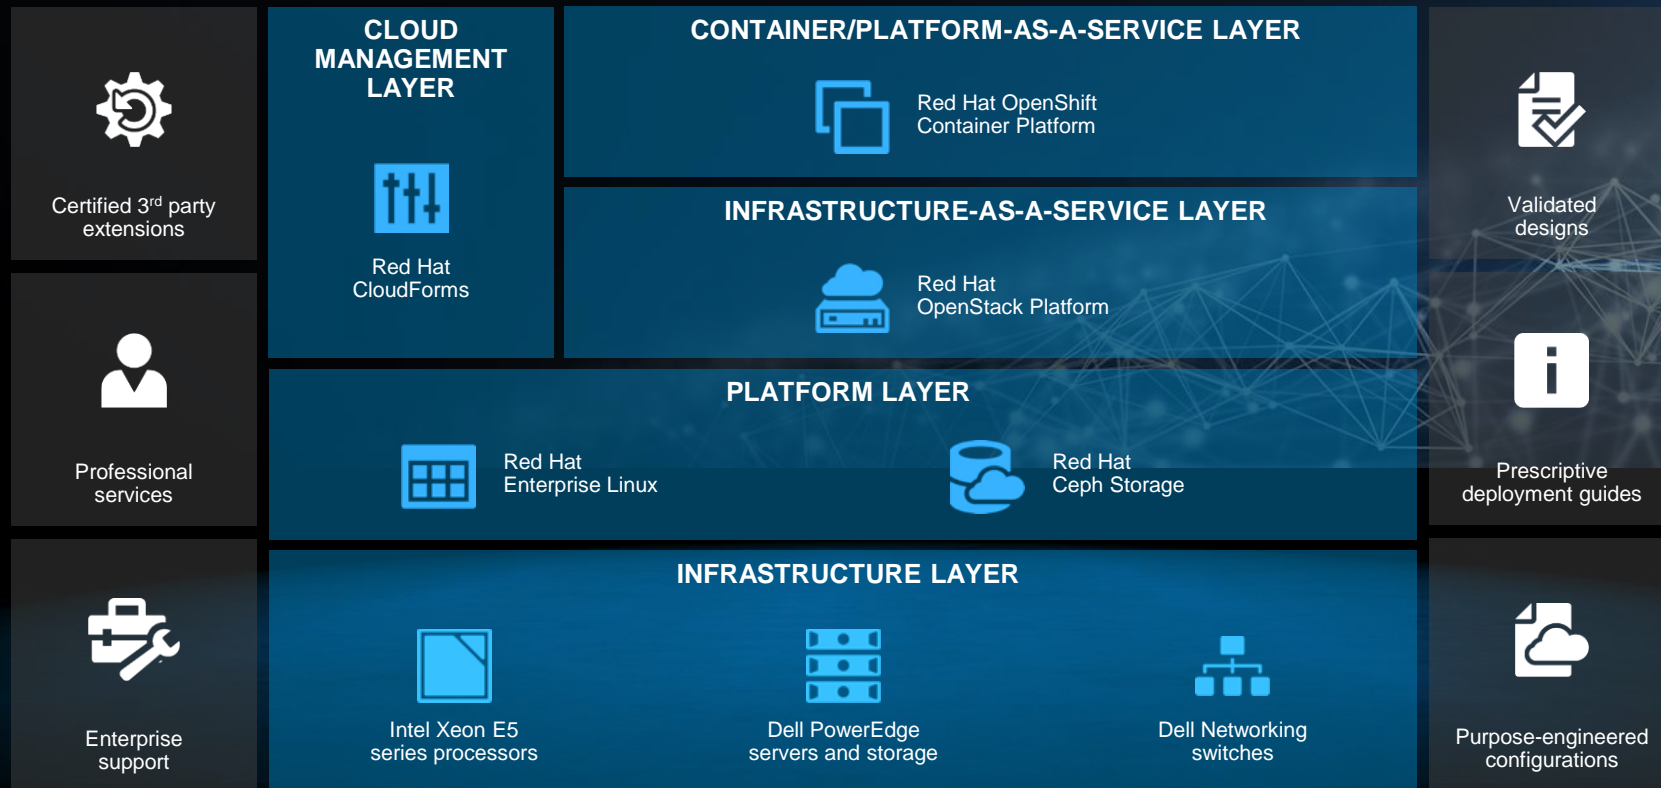 Certified 3rd party
extensions
Professional
services
Enterprise
support
CLOUD
MANAGEMENT
LAYER
Red Hat
CloudForms
CONTAINER/PLATFORM-AS-A-SERVICE LAYER
Red Hat OpenShift
Container Platform
INFRASTRUCTURE-AS-A-SERVICE LAYER
Red Hat
OpenStack Platform
PLATFORM LAYER
Red Hat
Enterprise Linux
Red Hat
Ceph Storage
INFRASTRUCTURE LAYER
Intel Xeon E5
series processors
Dell PowerEdge
servers and storage
Dell Networking
switches
Validated
designs
Prescriptive
deployment guides
Purpose-engineered
configurations